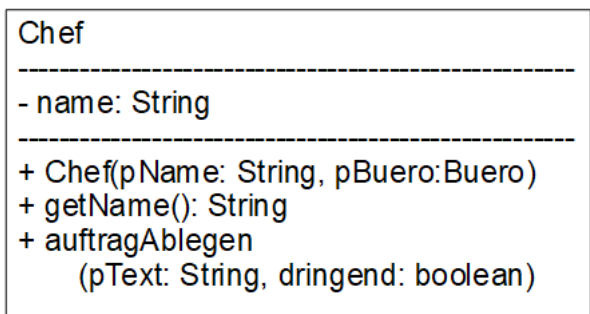 Chef
-------------------------------------------------------
- name: String
-------------------------------------------------------
+ Chef(pName: String, pBuero:Buero)
+ getName(): String
+ auftragAblegen
(pText: String, dringend: boolean)